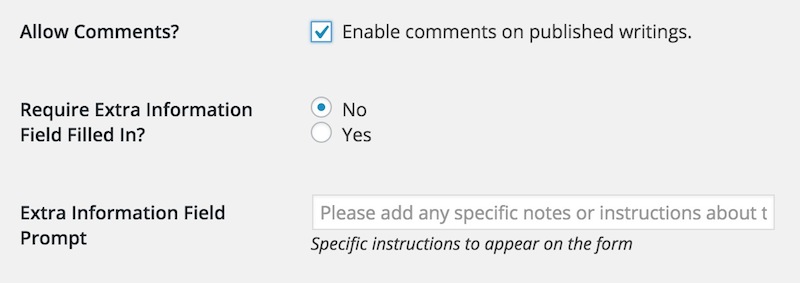 Allow Comments?
Enable comments on published writings.
Require Extra Information
Field Filled In?
No
Yes
Extra Information Field
Prompt
Please add any specific notes or instructions about t
Specific instructions to appear on the form